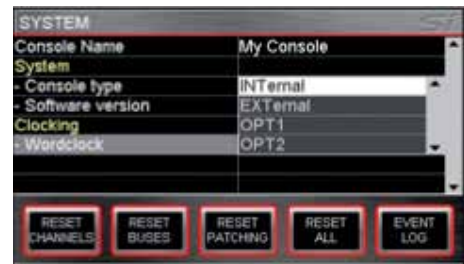 SYSTEM
Console Name My Console
System
- Console type INTernal
- Software version EXTernal
Clocking OPT1
- Wordclock OPT2
RESET CHANNELS
RESET BUSES
RESET PATCHING
RESET ALL
EVENT LOG